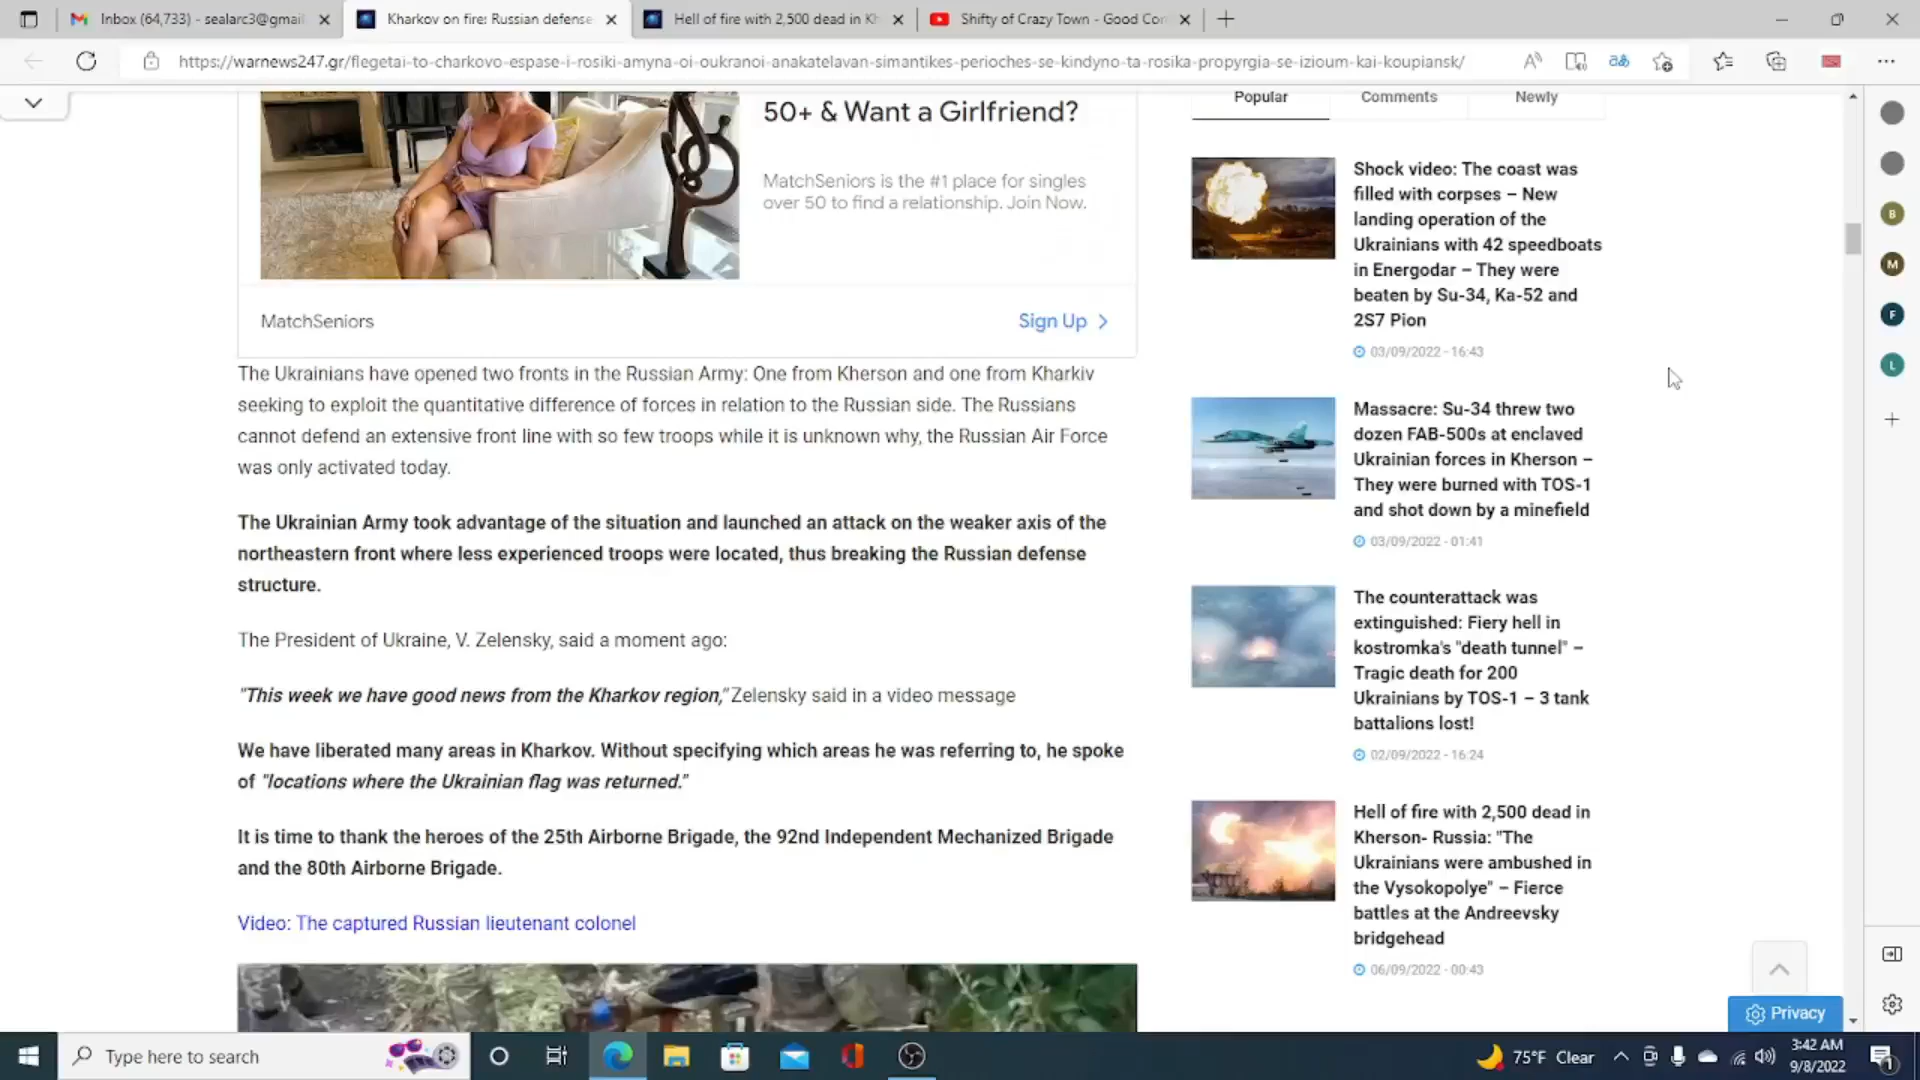 Inbox (64,733) - sealarc3@gmail
Kharkov on fire: Russian defense
Hell of fire with 2,500 dead in Kh
Shifty of Crazy Town - Good Con
https://warnews247.gr/flegetai-to-charkovo-espase-i-rosiki-amyna-oi-oukranoi-anakatelavan-simantikes-perioches-se-kindyno-ta-rosika-propyrgia-se-izioum-kai-koupiansk/
50+ & Want a Girlfriend?
MatchSeniors is the #1 place for singles
over 50 to find a relationship. Join Now.
MatchSeniors
Sign Up
The Ukrainians have opened two fronts in the Russian Army: One from Kherson and one from Kharkiv
seeking to exploit the quantitative difference of forces in relation to the Russian side. The Russians
cannot defend an extensive front line with so few troops while it is unknown why, the Russian Air Force
was only activated today.
The Ukrainian Army took advantage of the situation and launched an attack on the weaker axis of the
northeastern front where less experienced troops were located, thus breaking the Russian defense
structure.
The President of Ukraine, V. Zelensky, said a moment ago:
"This week we have good news from the Kharkov region," Zelensky said in a video message
We have liberated many areas in Kharkov. Without specifying which areas he was referring to, he spoke
of "locations where the Ukrainian flag was returned."
It is time to thank the heroes of the 25th Airborne Brigade, the 92nd Independent Mechanized Brigade
and the 80th Airborne Brigade.
Video: The captured Russian lieutenant colonel
Popular
Comments
Newly
Shock video: The coast was
filled with corpses – New
landing operation of the
Ukrainians with 42 speedboats
in Energodar – They were
beaten by Su-34, Ka-52 and
2S7 Pion
03/09/2022 - 16:43
Massacre: Su-34 threw two
dozen FAB-500s at enclaved
Ukrainian forces in Kherson –
They were burned with TOS-1
and shot down by a minefield
03/09/2022 - 01:41
The counterattack was
extinguished: Fiery hell in
kostromka's "death tunnel" –
Tragic death for 200
Ukrainians by TOS-1 – 3 tank
battalions lost!
02/09/2022 - 16:24
Hell of fire with 2,500 dead in
Kherson- Russia: "The
Ukrainians were ambushed in
the Vysokopolye" – Fierce
battles at the Andreevsky
bridgehead
06/09/2022 - 00:43
B
M
F
L
Privacy
Type here to search
75°F Clear
3:42 AM
9/8/2022
1